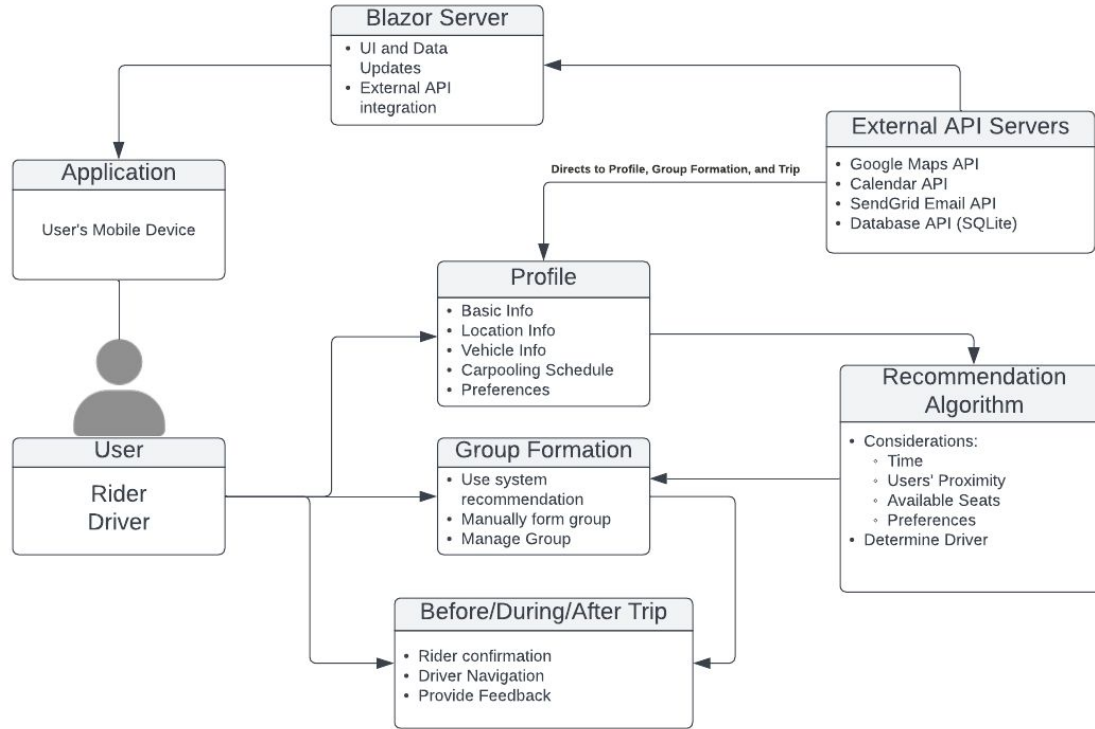 Blazor Server
• UI and Data
Updates
• External API
integration
External API Servers
• Google Maps API
• Calendar API
• SendGrid Email API
• Database API (SQLite)
Application
User's Mobile Device
Directs to Profile, Group Formation, and Trip
Profile
• Basic Info
• Location Info
• Vehicle Info
• Carpooling Schedule
• Preferences
Recommendation
Algorithm
• Considerations:
◦ Time
◦ Users' Proximity
◦ Available Seats
◦ Preferences
• Determine Driver
User
Rider
Driver
Group Formation
• Use system
recommendation
• Manually form group
• Manage Group
Before/During/After Trip
• Rider confirmation
• Driver Navigation
• Provide Feedback